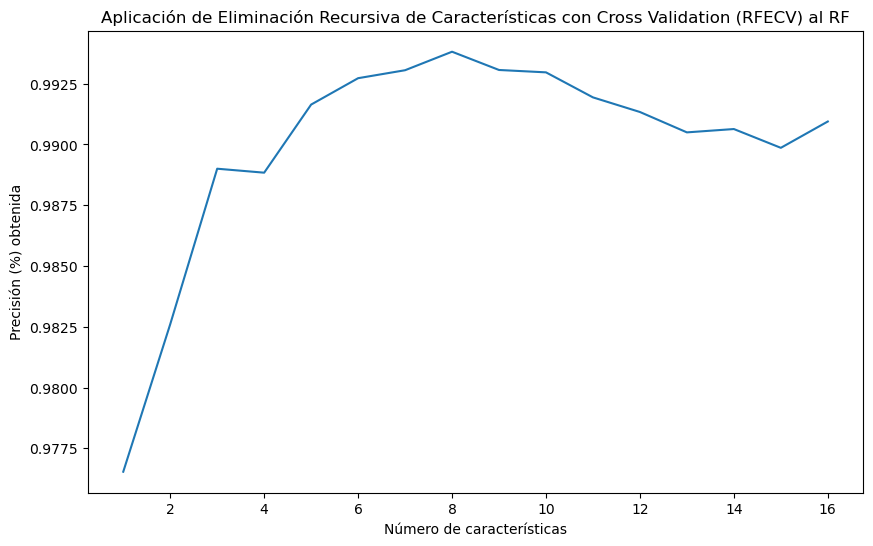 Aplicación de Eliminación Recursiva de Características con Cross Validation (RFECV) al RF
0.9925
0.9900
0.9875
0.9850
0.9825
0.9800
0.9775
Precisión (%) obtenida
2 4 6 8 10 12 14 16
Número de características